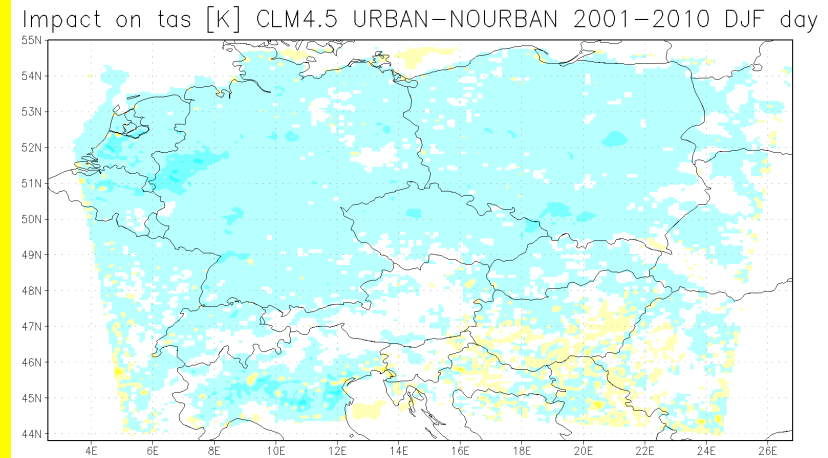 Impact on tas [K] CLM4.5 URBAN−NOURBAN 2001−2010 DJF day
55N
54N
53N
52N
51N
50N
49N
48N
47N
46N
45N
44N
4E 6E 8E 10E 12E 14E 16E 18E 20E 22E 24E 26E